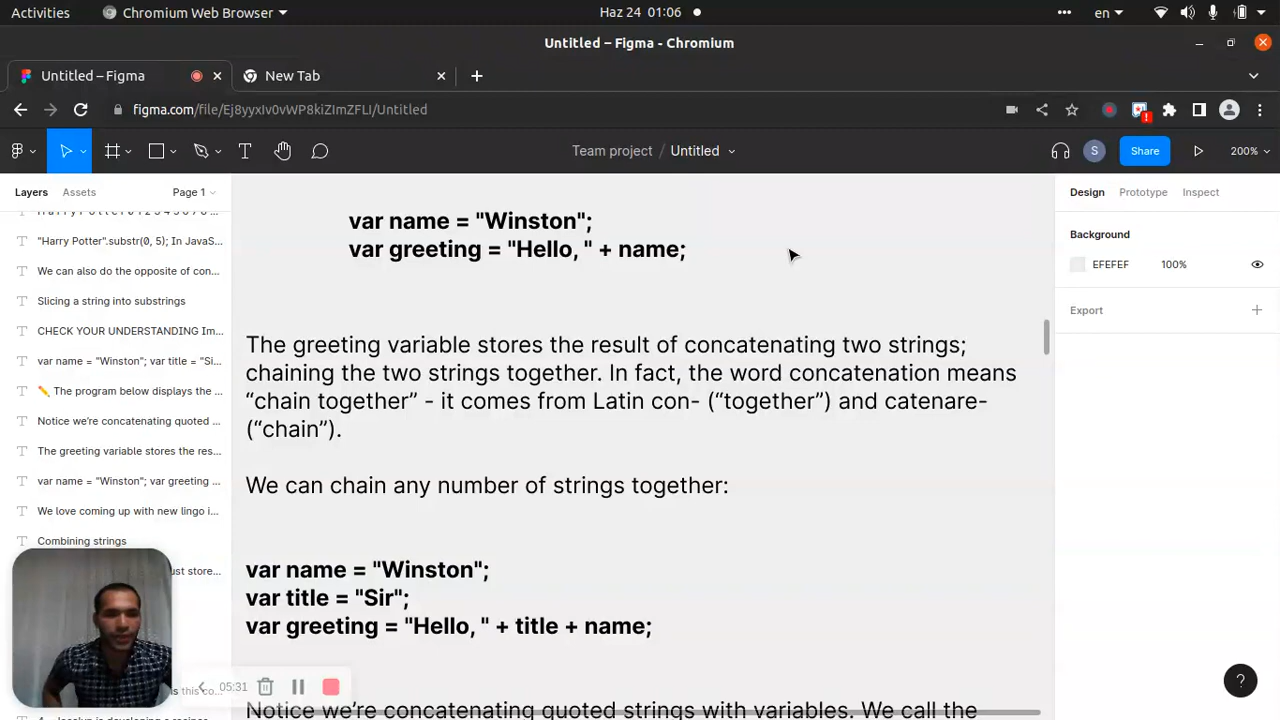 Activities
Chromium Web Browser
Haz 24 01:06
en
Untitled – Figma - Chromium
Untitled – Figma
New Tab
figma.com/file/Ej8yyxIv0vWP8kiZImZFLI/Untitled
Team project / Untitled
Share
200%
Layers
Assets
Page 1
"Harry Potter".substr(0, 5); In JavaS...
We can also do the opposite of con...
Slicing a string into substrings
CHECK YOUR UNDERSTANDING Im...
var name = "Winston"; var title = "Si...
✏️ The program below displays the ...
Notice we're concatenating quoted ...
The greeting variable stores the res...
var name = "Winston"; var greeting ...
We love coming up with new lingo i...
Combining strings
ust store...
s this co...
05:31
var name = "Winston";
var greeting = "Hello, " + name;
The greeting variable stores the result of concatenating two strings;
chaining the two strings together. In fact, the word concatenation means
“chain together” - it comes from Latin con- (“together”) and catenare-
(“chain”).
We can chain any number of strings together:
var name = "Winston";
var title = "Sir";
var greeting = "Hello, " + title + name;
Notice we’re concatenating quoted strings with variables. We call the
Design
Prototype
Inspect
Background
EFEFEF
100%
Export
S
?